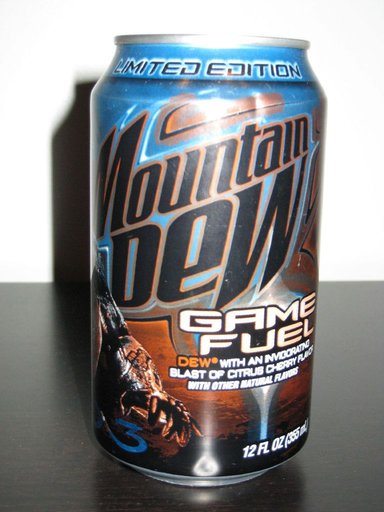 LIMITED EDITION
Mountain
Dew
GAME
FUEL
DEW® WITH AN INVIGORATING
BLAST OF CITRUS CHERRY FLAVOR
WITH OTHER NATURAL FLAVORS
3
12 FL OZ (355 mL)